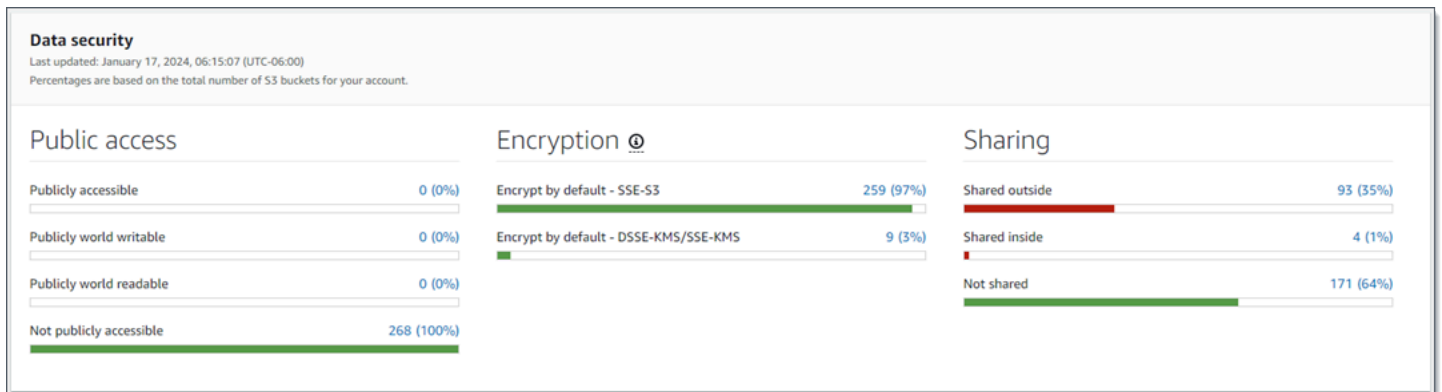 Data security
Last updated: January 17, 2024, 06:15:07 (UTC-06:00)
Percentages are based on the total number of S3 buckets for your account.
Public access
Publicly accessible 0 (0%)
Publicly world writable 0 (0%)
Publicly world readable 0 (0%)
Not publicly accessible 268 (100%)
Encryption
Encrypt by default - SSE-S3 259 (97%)
Encrypt by default - DSSE-KMS/SSE-KMS 9 (3%)
Sharing
Shared outside 93 (35%)
Shared inside 4 (1%)
Not shared 171 (64%)